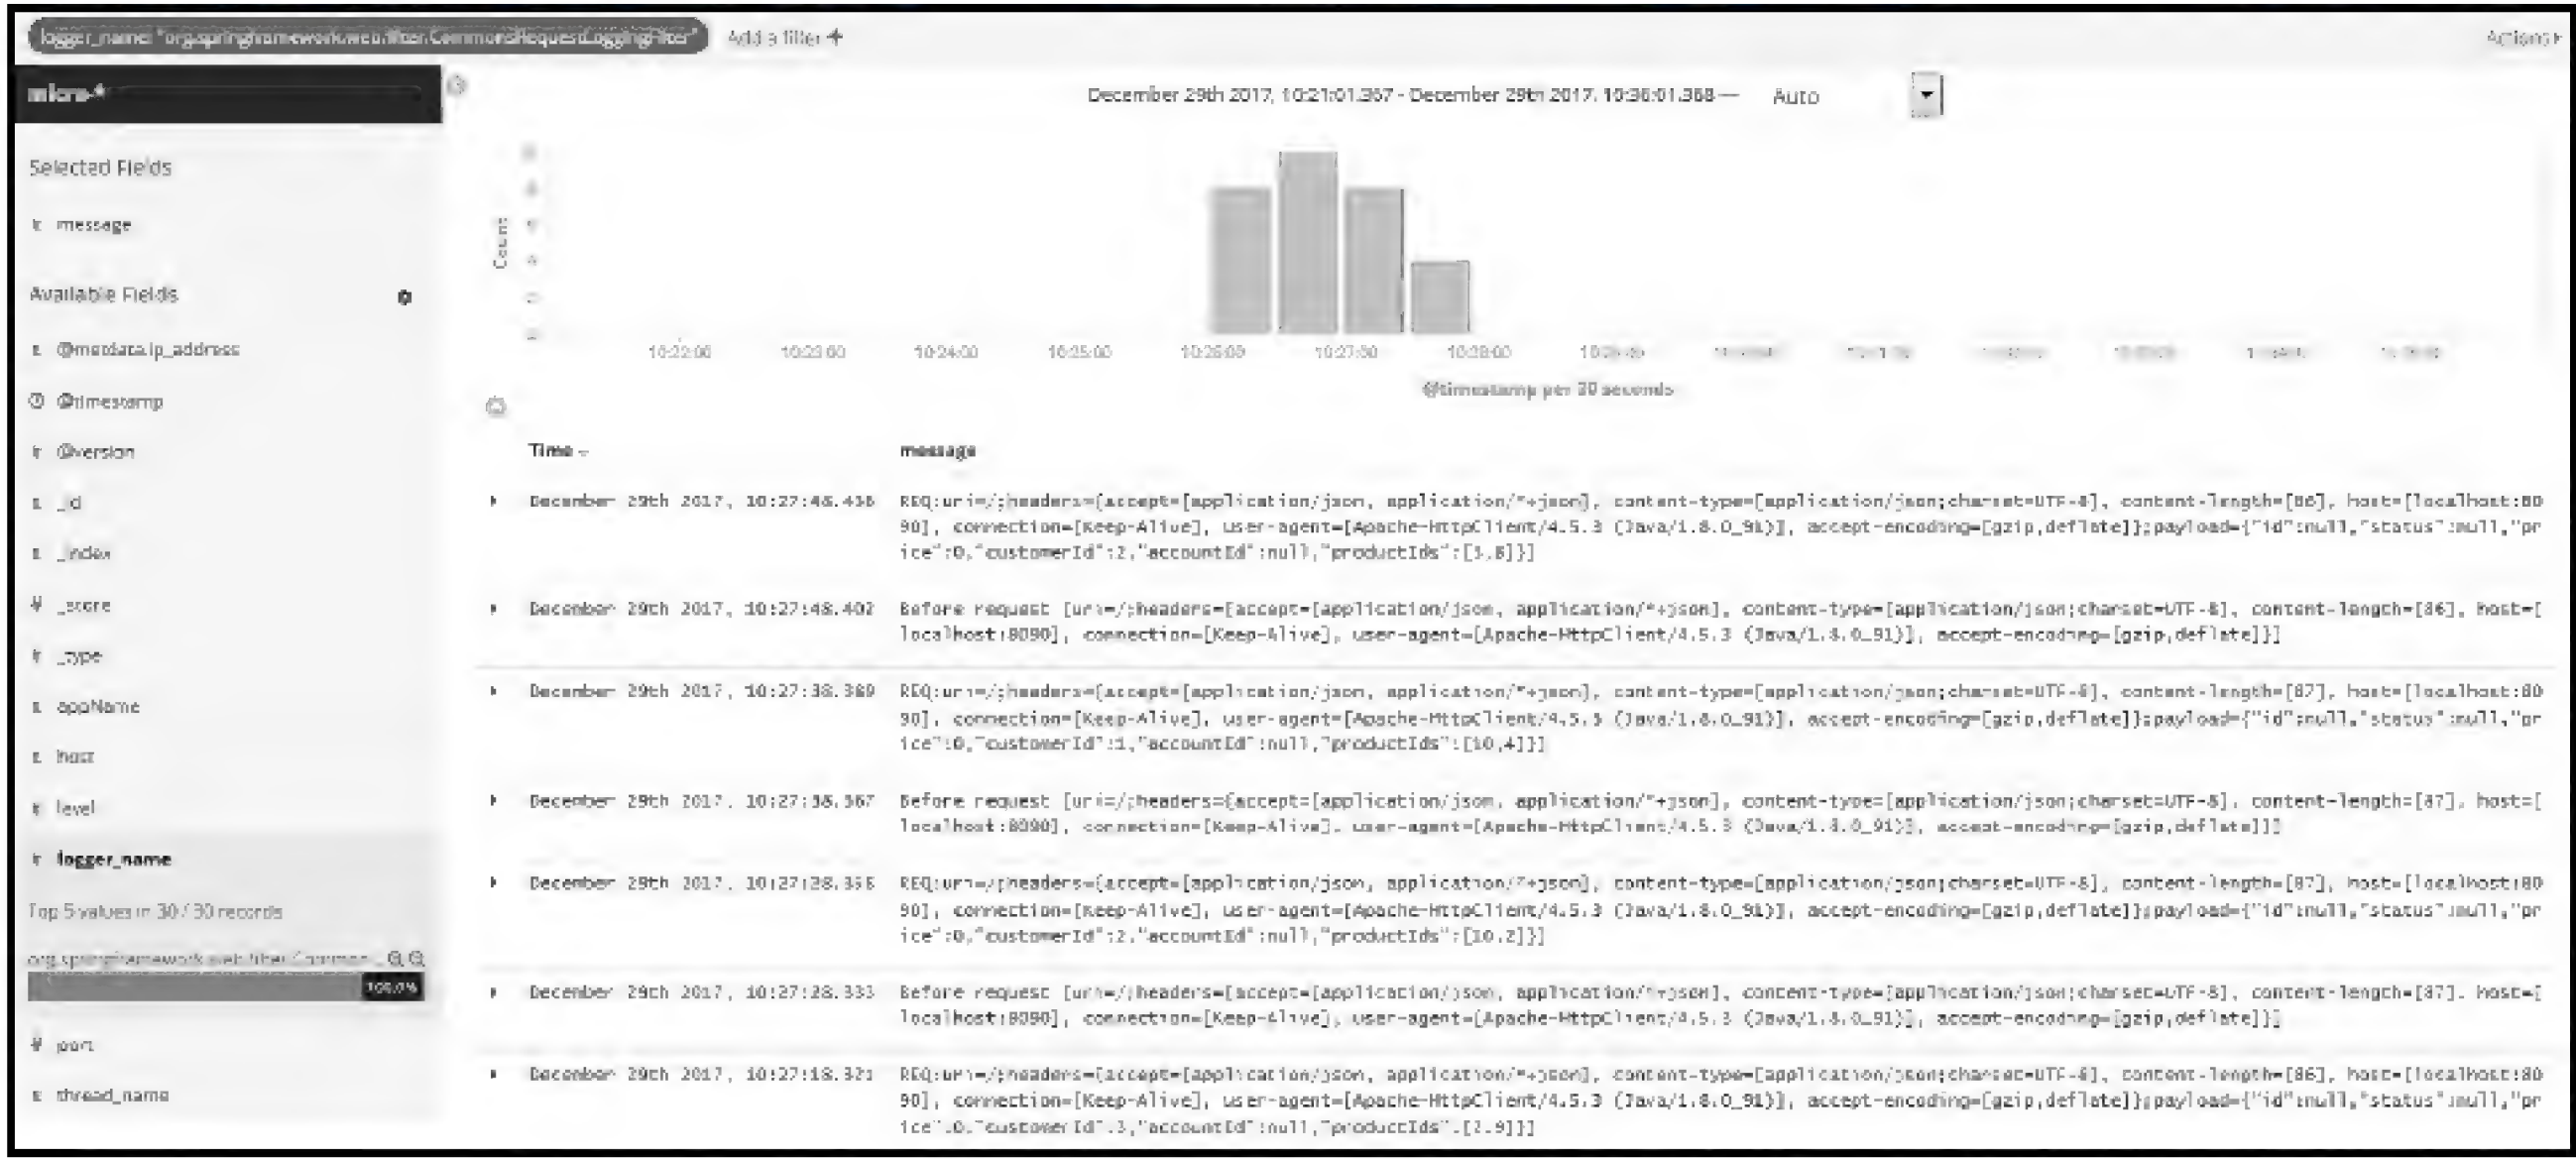 logger_name: "org.springframework.web.filter.CommonsRequestLoggingFilter"
Add a filter +
Actions
micro-*
December 29th 2017, 10:21:01.367 - December 29th 2017, 10:36:01.368 —
Auto
Selected Fields
t message
Available Fields
t @metdata.ip_address
@timestamp
t @version
t _id
t _index
# _score
t _type
t appName
t host
t level
t logger_name
Top 5 values in 30 / 30 records
org.springframework.web.filter.Common...
100.0%
# port
t thread_name
Count
10:22:00 10:23:00 10:24:00 10:25:00 10:26:00 10:27:00 10:28:00
@timestamp per 30 seconds
Time message
December 29th 2017, 10:27:48 REQ:uri=/;headers=[accept=[application/json, application/*+json], content-type=[application/json;charset=UTF-8], content-length=[86], host=[localhost:80
90], connection=[Keep-Alive], user-agent=[Apache-HttpClient/4.5.3 (Java/1.8.0_91)], accept-encoding=[gzip,deflate]};payload={"id":null,"status":null,"pr
ice":0,"customerId":2,"accountId":null,"productIds":
December 29th 2017, 10:27:48.402 Before request [uri=/;headers=[accept=[application/json, application/*+json], content-type=[application/json;charset=UTF-8], content-length=[86], host=[
localhost:8090], connection=[Keep-Alive], user-agent=[Apache-HttpClient/4.5.3 (Java/1.8.0_91)], accept-encoding=[gzip,deflate]}]
December 29th 2017, 10:27:38.369 REQ:uri=/;headers=[accept=[application/json, application/*+json], content-type=[application/json;charset=UTF-8], content-length=[87], host=[localhost:80
90], connection=[Keep-Alive], user-agent=[Apache-HttpClient/4.5.3 (Java/1.8.0_91)], accept-encoding=[gzip,deflate]};payload={"id":null,"status":null,"pr
ice":0,"customerId":1,"accountId":null,"productIds":[10,4]}]
December 29th 2017, 10:27:38.367 Before request [uri=/;headers={accept=[application/json, application/*+json], content-type=[application/json;charset=UTF-8], content-length=[87], host=[
localhost:8090], connection=[Keep-Alive], user-agent=[Apache-HttpClient/4.5.3 (Java/1.8.0_91)], accept-encoding=[gzip,deflate]}]
December 29th 2017, 10:27:28 REQ:uri=/;headers=[accept=[application/json, application/*+json], content-type=[application/json;charset=UTF-8], content-length=[87], host=[localhost:80
90], connection=[Keep-Alive], user-agent=[Apache-HttpClient/4.5.3 (Java/1.8.0_91)], accept-encoding=[gzip,deflate]};payload={"id":null,"status":null,"pr
ice":0,"customerId":2,"accountId":null,"productIds":[10,2]}]
December 29th 2017, 10:27:28.333 Before request [uri=/;headers=[accept=[application/json, application/*+json], content-type=[application/json;charset=UTF-8], content-length=[87], host=[
localhost:8090], connection=[Keep-Alive], user-agent=[Apache-HttpClient/4.5.3 (Java/1.8.0_91)], accept-encoding=[gzip,deflate]}]
December 29th 2017, 10:27:18.321 REQ:uri=/;headers=[accept=[application/json, application/*+json], content-type=[application/json;charset=UTF-8], content-length=[86], host=[localhost:80
90], connection=[Keep-Alive], user-agent=[Apache-HttpClient/4.5.3 (Java/1.8.0_91)], accept-encoding=[gzip,deflate]};payload={"id":null,"status":null,"pr
ice":0,"customerId":3,"accountId":null,"productIds":[2,9]}]